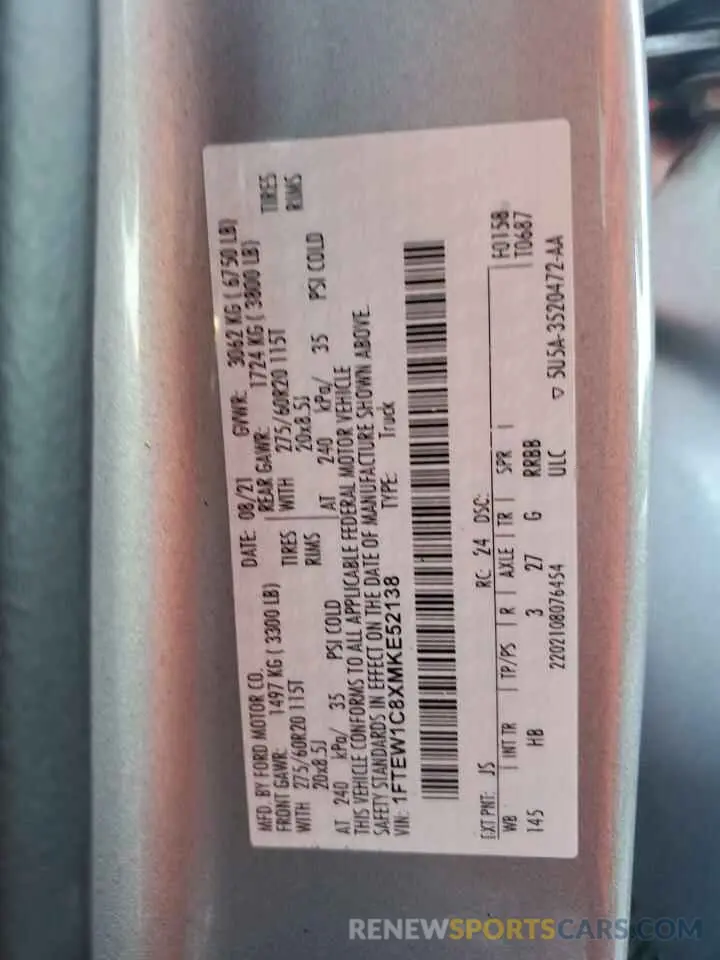 MFD. BY FORD MOTOR CO.
DATE: 08/21 GVWR: 3062 KG ( 6750 LB)
FRONT GAWR: 1497 KG ( 3300 LB) REAR GAWR: 1724 KG ( 3800 LB)
WITH 275/60R20 115T TIRES WITH 275/60R20 115T TIRES
20x8.5J RIMS 20x8.5J RIMS
AT 240 kPa/ 35 PSI COLD AT 240 kPa/ 35 PSI COLD
THIS VEHICLE CONFORMS TO ALL APPLICABLE FEDERAL MOTOR VEHICLE
SAFETY STANDARDS IN EFFECT ON THE DATE OF MANUFACTURE SHOWN ABOVE.
VIN: 1FTEW1C8XMKE52138 TYPE: Truck
EXT PNT: JS RC: 24 DSC:
WB INT TR TP/PS R AXLE TR SPR F0158
145 HB 3 27 G RRBB T0687
2202108076454 ULC ▽ 5U5A-3520472-AA
RENEWSPORTSCARS.COM